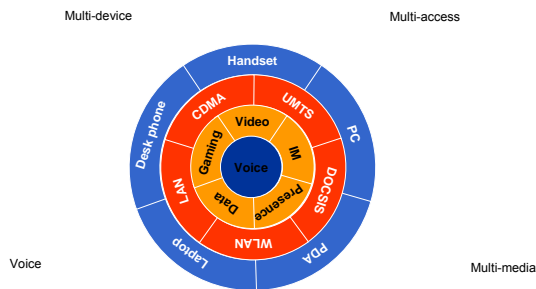 Multi-device
Multi-access
Handset
CDMA
UMTS
Desk phone
Video
PC
Gaming
IM
Voice
LAN
DOCSIS
Data
Presence
WLAN
Laptop
PDA
Voice
Multi-media